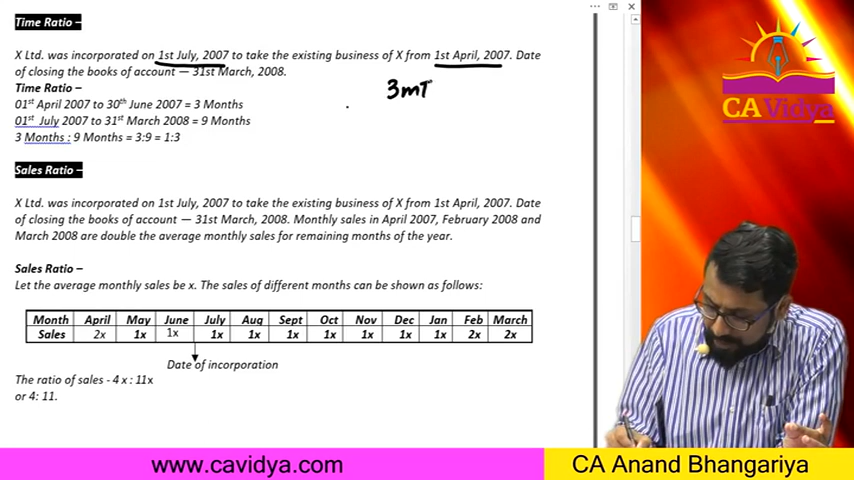 Time Ratio –
X Ltd. was incorporated on 1st July, 2007 to take the existing business of X from 1st April, 2007. Date
of closing the books of account — 31st March, 2008.
3mT
Time Ratio –
01st April 2007 to 30th June 2007 = 3 Months
01st July 2007 to 31st March 2008 = 9 Months
3 Months : 9 Months = 3:9 = 1:3
Sales Ratio –
X Ltd. was incorporated on 1st July, 2007 to take the existing business of X from 1st April, 2007. Date
of closing the books of account — 31st March, 2008. Monthly sales in April 2007, February 2008 and
March 2008 are double the average monthly sales for remaining months of the year.
Sales Ratio –
Let the average monthly sales be x. The sales of different months can be shown as follows:
Month April May June July Aug Sept Oct Nov Dec Jan Feb March
Sales 2x 1x 1x 1x 1x 1x 1x 1x 1x 1x 2x 2x
Date of incorporation
The ratio of sales - 4 x : 11x
or 4: 11.
CA Vidya
www.cavidya.com
CA Anand Bhangariya